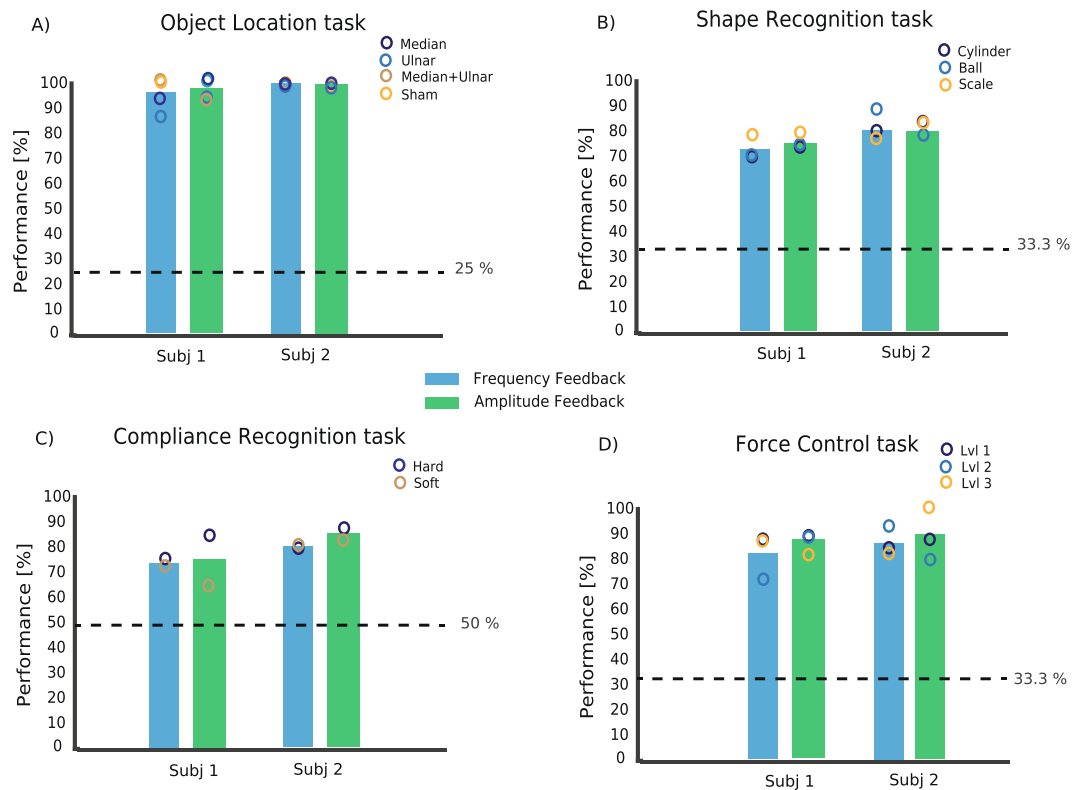 A)
Object Location task
Median
Ulnar
Median+Ulnar
Sham
Performance [%]
100
90
80
70
60
50
40
30
20
10
0
25 %
Subj 1
Subj 2
B)
Shape Recognition task
Cylinder
Ball
Scale
Performance [%]
100
90
80
70
60
50
40
30
20
10
0
33.3 %
Subj 1
Subj 2
Frequency Feedback
Amplitude Feedback
C)
Compliance Recognition task
Hard
Soft
Performance [%]
100
90
80
70
60
50
40
30
20
10
0
50 %
Subj 1
Subj 2
D)
Force Control task
Lvl 1
Lvl 2
Lvl 3
Performance [%]
100
90
80
70
60
50
40
30
20
10
0
33.3 %
Subj 1
Subj 2